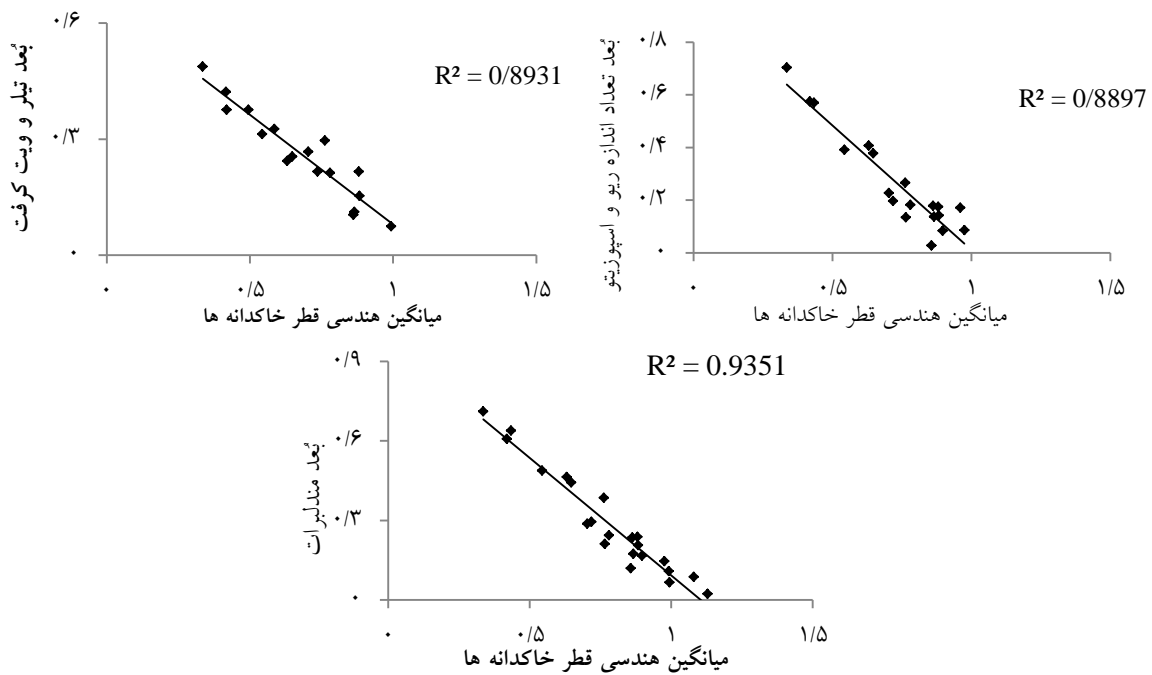 ۰/۶
R² = 0/8931
۰/۳
۰
بُعد تیلر و ویت کرفت
۰
۰/۵
۱
۱/۵
میانگین هندسی قطر خاکدانه ها
۰/۸
R² = 0/8897
۰/۶
۰/۴
۰/۲
۰
بُعد تعداد اندازه ریو و اسپوزیتو
۰
۰/۵
۱
۱/۵
میانگین هندسی قطر خاکدانه ها
۰/۹
R² = 0.9351
۰/۶
۰/۳
۰
بُعد مندلبرات
۰
۰/۵
۱
۱/۵
میانگین هندسی قطر خاکدانه ها